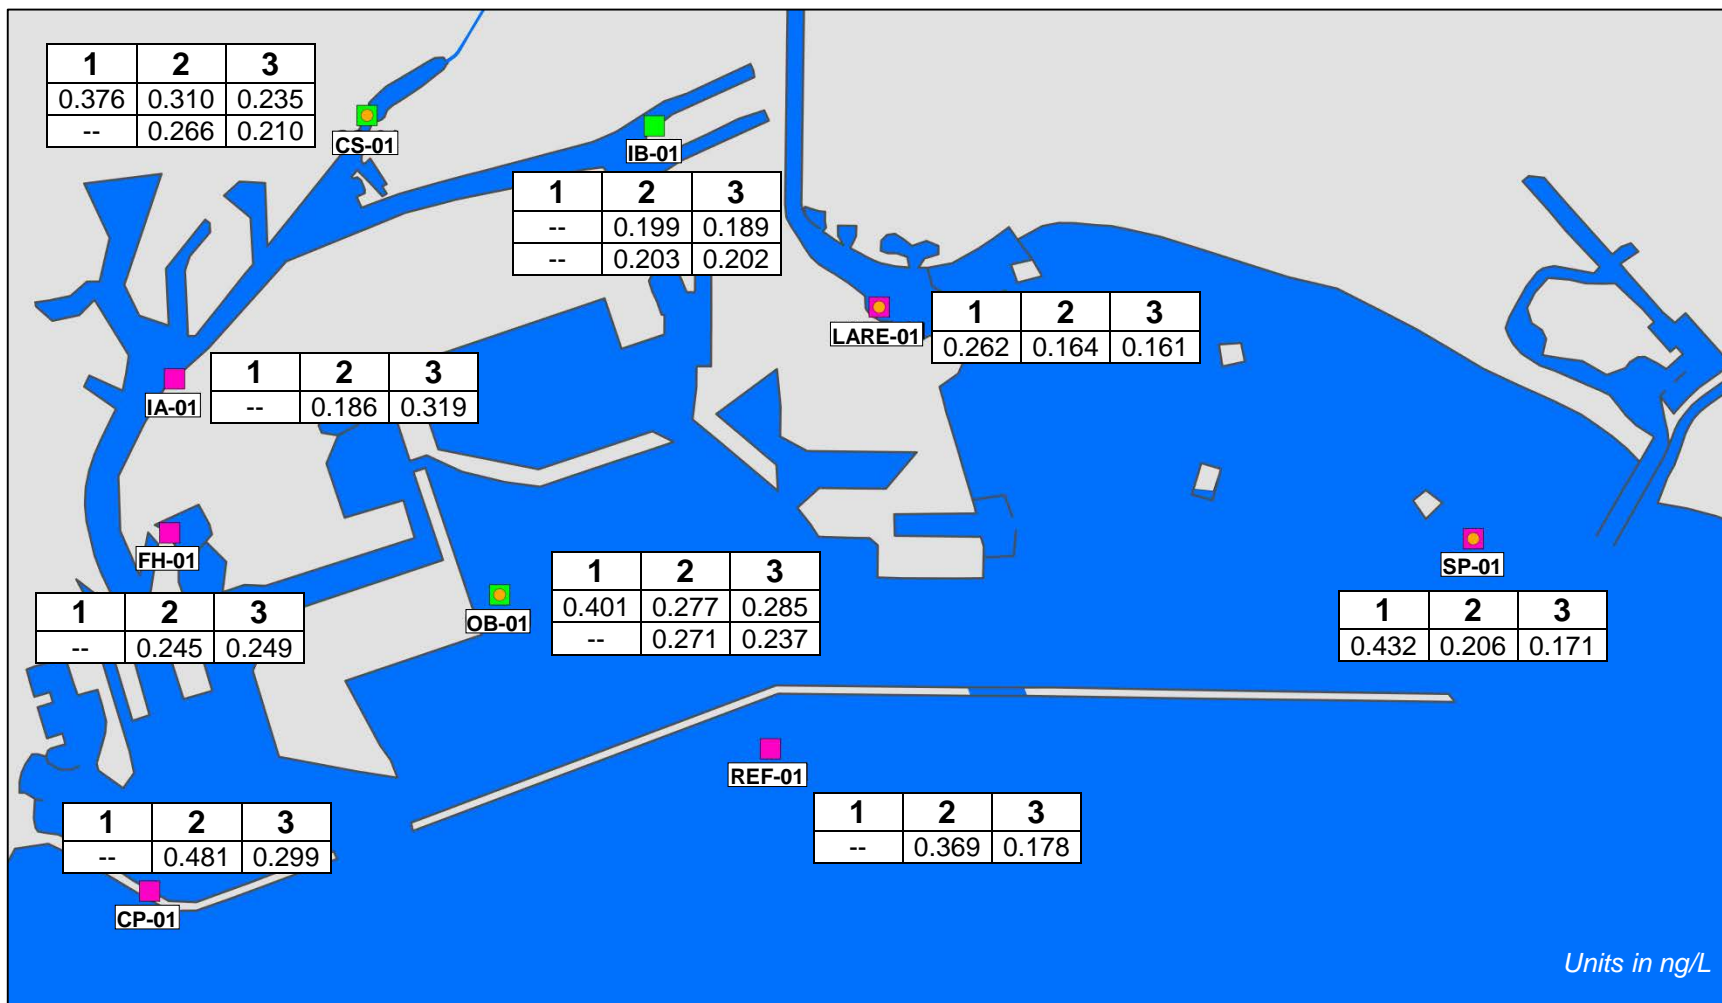 1 2 3
0.376 0.310 0.235
-- 0.266 0.210
CS-01
IB-01
1 2 3
-- 0.199 0.189
-- 0.203 0.202
LARE-01
1 2 3
0.262 0.164 0.161
IA-01
1 2 3
-- 0.186 0.319
FH-01
1 2 3
-- 0.245 0.249
OB-01
1 2 3
0.401 0.277 0.285
-- 0.271 0.237
SP-01
1 2 3
0.432 0.206 0.171
REF-01
1 2 3
-- 0.369 0.178
1 2 3
-- 0.481 0.299
CP-01
Units in ng/L